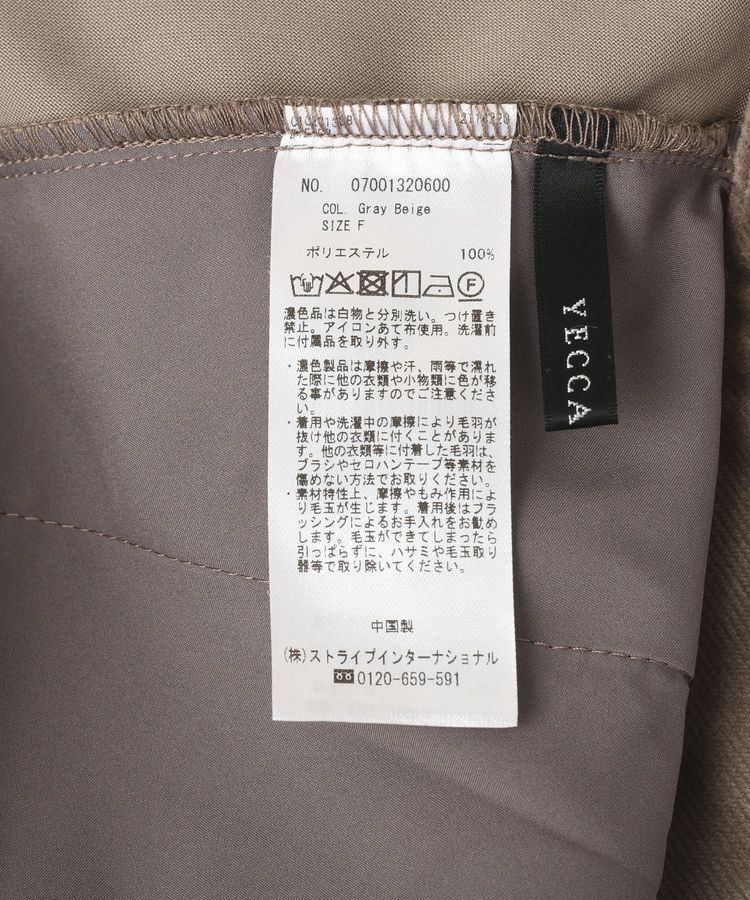 NO. 07001320600
COL. Gray Beige
SIZE F
ポリエステル 100%
F
濃色品は白物と分別洗い。つけ置き
禁止。アイロンあて布使用。洗濯前
に付属品を取り外す。
・濃色製品は摩擦や汗、雨等で濡れ
た際に他の衣類や小物類に色が移
る事がありますのでご注意くださ
い。
・着用や洗濯中の摩擦により毛羽が
抜け他の衣類に付くことがありま
す。他の衣類等に付着した毛羽は、
ブラシやセロハンテープ等素材を
傷めない方法でお取りください。
・素材特性上、摩擦やもみ作用によ
り毛玉が生じます。着用後はブラ
ッシングによるお手入れをお勧め
します。毛玉ができてしまったら
引っぱらずに、ハサミや毛玉取り
器等で取り除いてください。
中国製
(株)ストライプインターナショナル
0120-659-591
YECCA